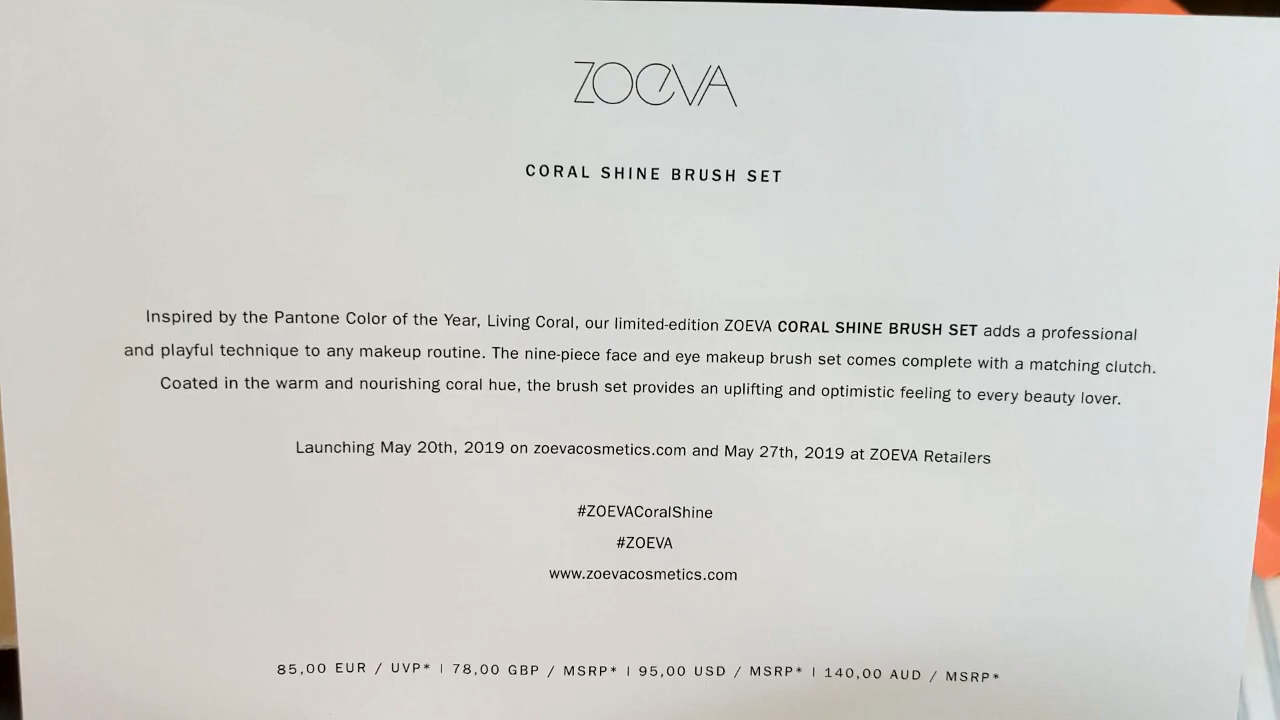 ZOEVA
CORAL SHINE BRUSH SET
Inspired by the Pantone Color of the Year, Living Coral, our limited-edition ZOEVA CORAL SHINE BRUSH SET adds a professional
and playful technique to any makeup routine. The nine-piece face and eye makeup brush set comes complete with a matching clutch.
Coated in the warm and nourishing coral hue, the brush set provides an uplifting and optimistic feeling to every beauty lover.
Launching May 20th, 2019 on zoevacosmetics.com and May 27th, 2019 at ZOEVA Retailers
#ZOEVACoralShine
#ZOEVA
www.zoevacosmetics.com
85,00 EUR / UVP* | 78,00 GBP / MSRP* | 95,00 USD / MSRP* | 140,00 AUD / MSRP*